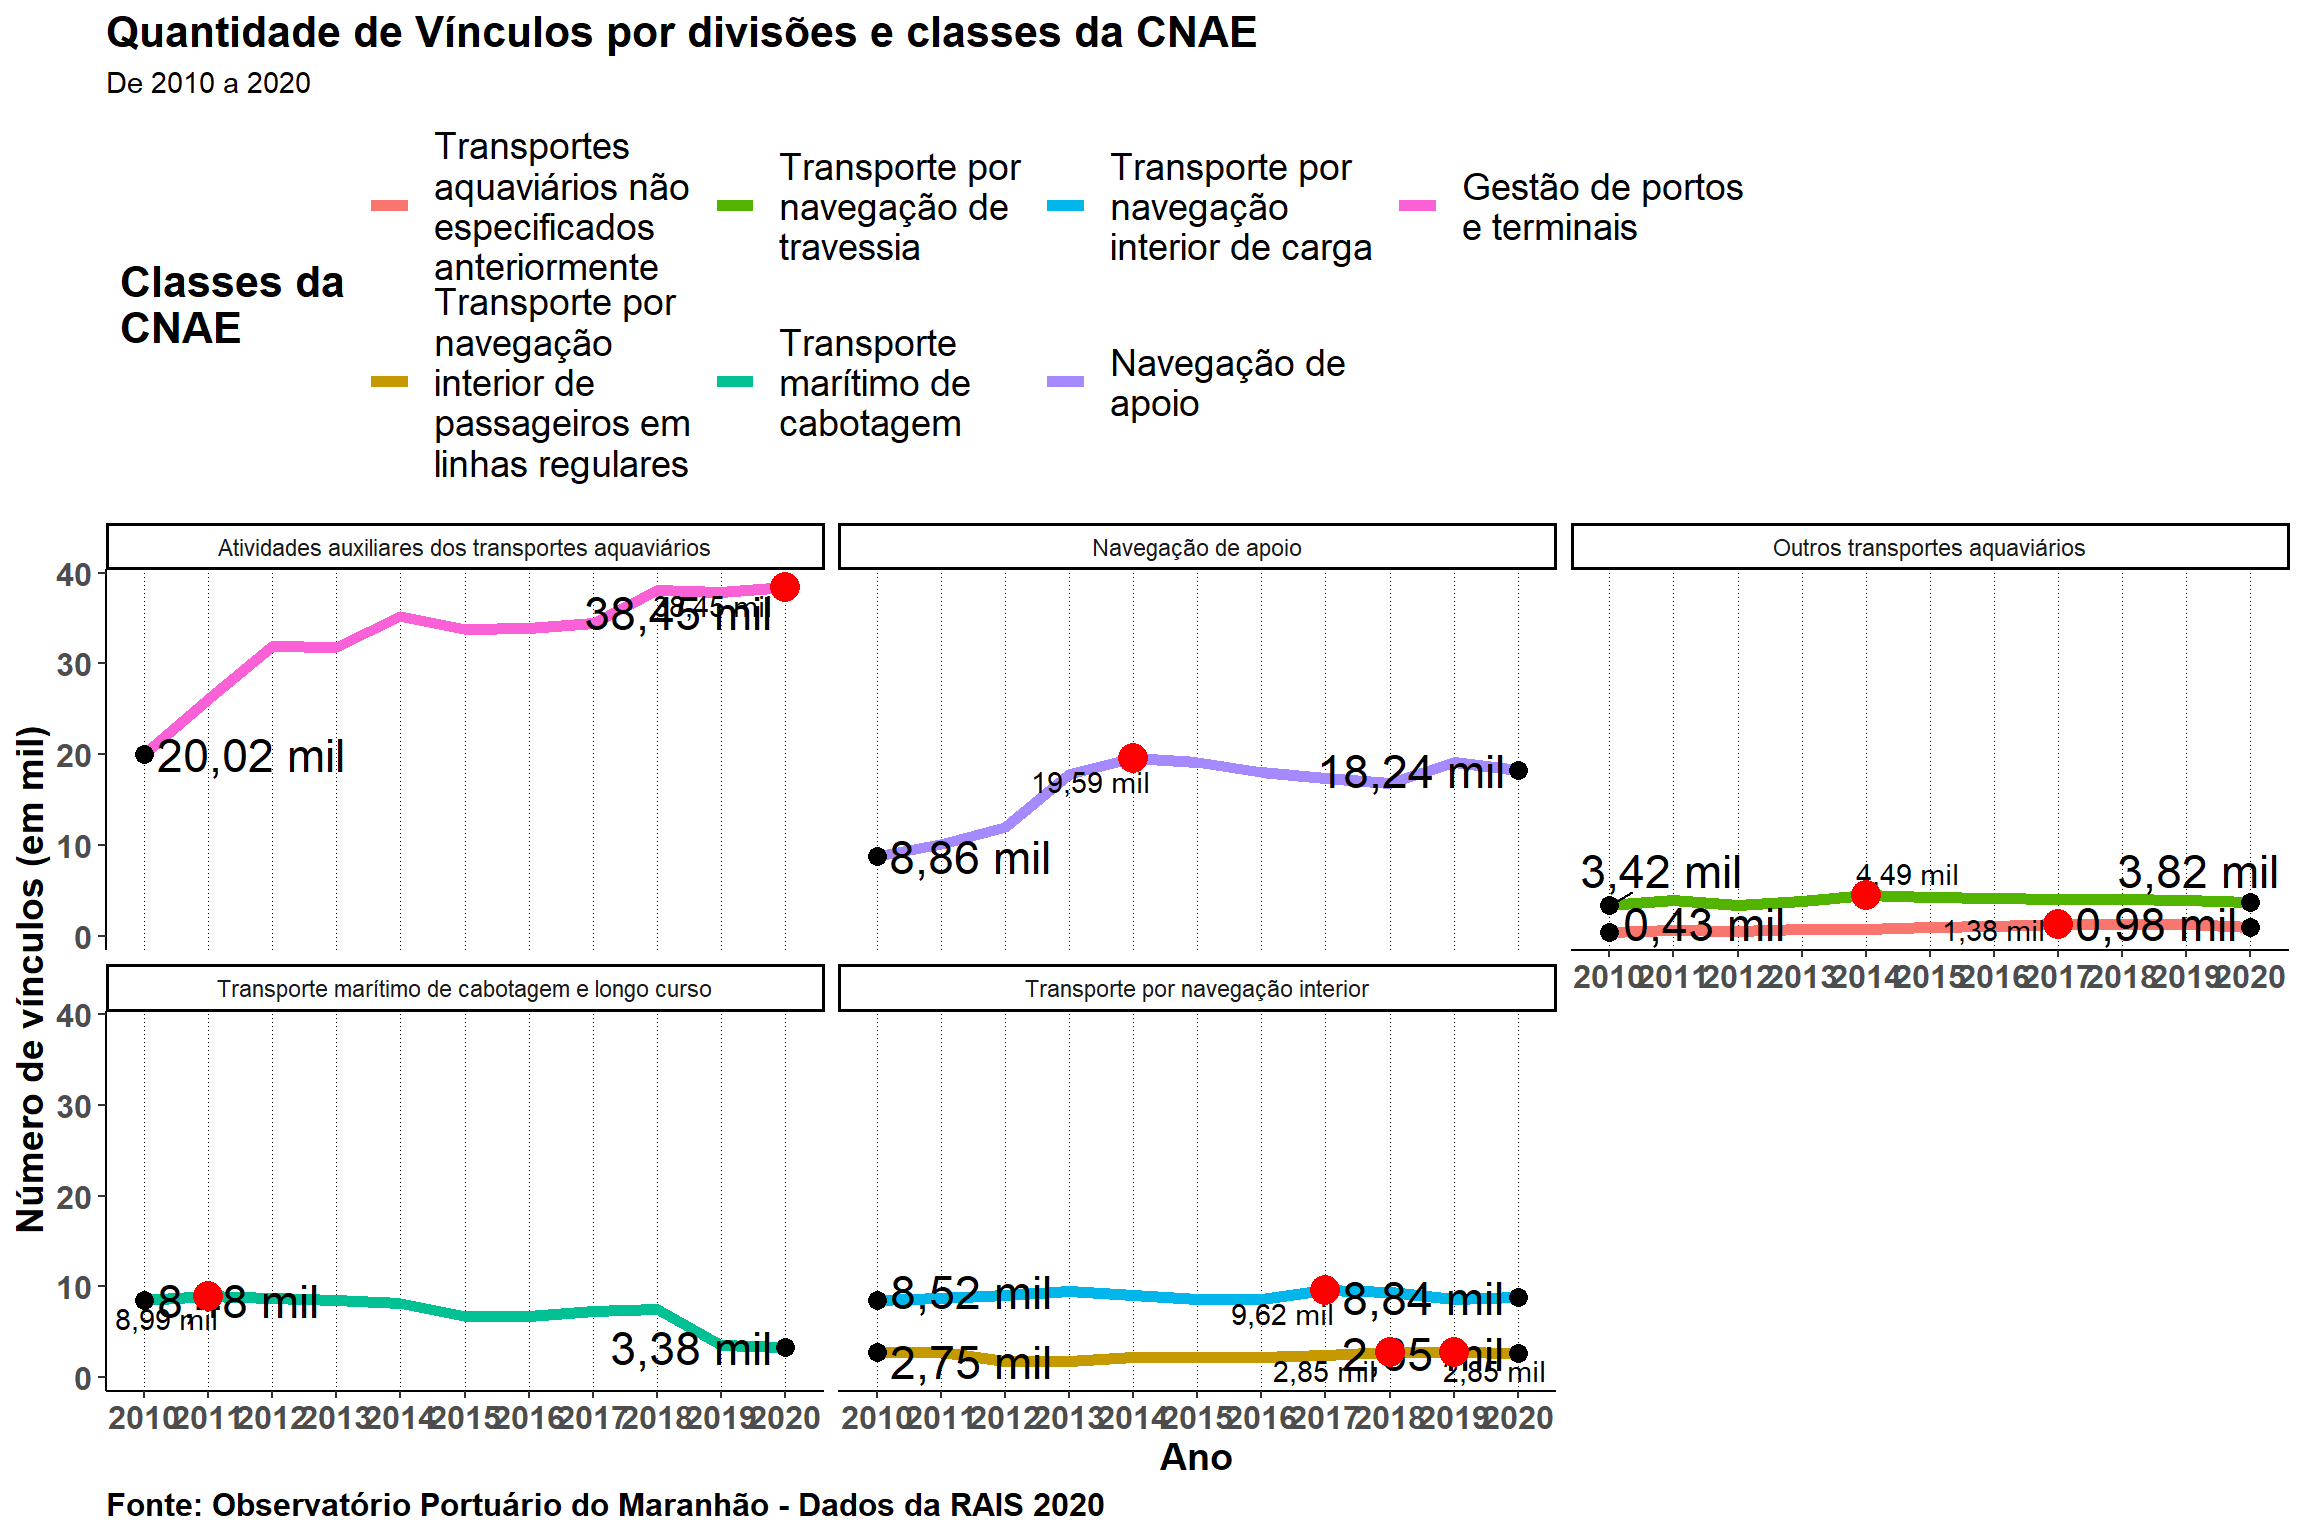 Quantidade de Vínculos por divisões e classes da CNAE
De 2010 a 2020
Classes da
CNAE
Transportes
aquaviários não
especificados
anteriormente
Transporte por
navegação
interior de
passageiros em
linhas regulares
Transporte por
navegação de
travessia
Transporte
marítimo de
cabotagem
Transporte por
navegação
interior de carga
Navegação de
apoio
Gestão de portos
e terminais
Número de vínculos (em mil)
Atividades auxiliares dos transportes aquaviários
40
30
20
10
0
20,02 mil
38,45 mil
38,45 mil
Navegação de apoio
8,86 mil
19,59 mil
18,24 mil
Outros transportes aquaviários
3,42 mil
4,49 mil
3,82 mil
0,43 mil
1,38 mil
0,98 mil
2010 2011 2012 2013 2014 2015 2016 2017 2018 2019 2020
Transporte marítimo de cabotagem e longo curso
40
30
20
10
0
8,99 mil
3,38 mil
2010 2011 2012 2013 2014 2015 2016 2017 2018 2019 2020
Transporte por navegação interior
8,52 mil
9,62 mil
8,84 mil
2,75 mil
2,85 mil
2,85 mil
2010 2011 2012 2013 2014 2015 2016 2017 2018 2019 2020
Ano
Fonte: Observatório Portuário do Maranhão - Dados da RAIS 2020